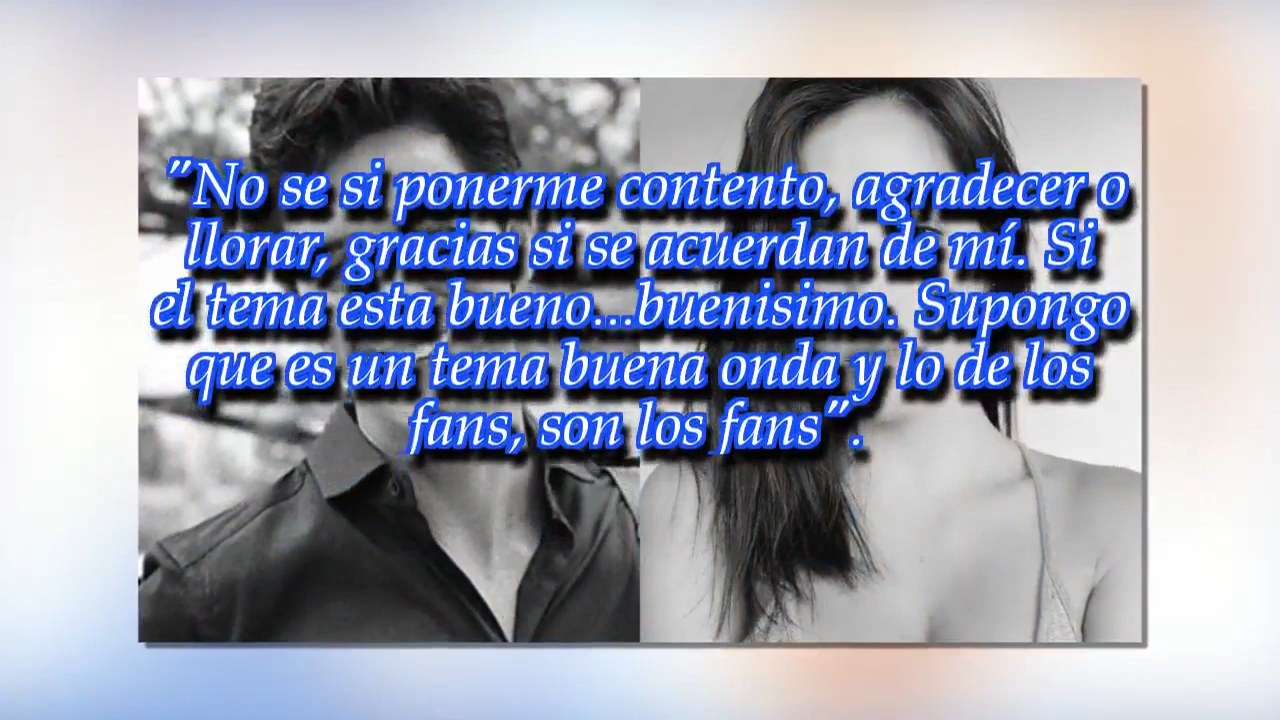 "No se si ponerme contento, agradecer o
llorar, gracias si se acuerdan de mí. Si
el tema esta bueno...buenisimo. Supongo
que es un tema buena onda y lo de los
fans, son los fans".